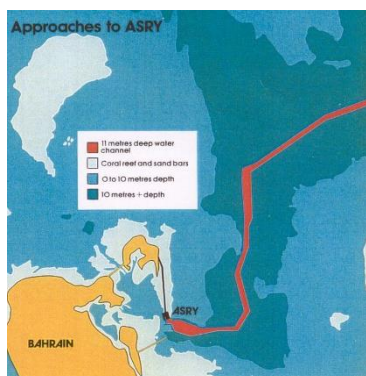 Approaches to ASRY
11 metres deep water
channel
Coral reef and sand bars
0 to 10 metres depth
10 metres + depth
ASRY
BAHRAIN